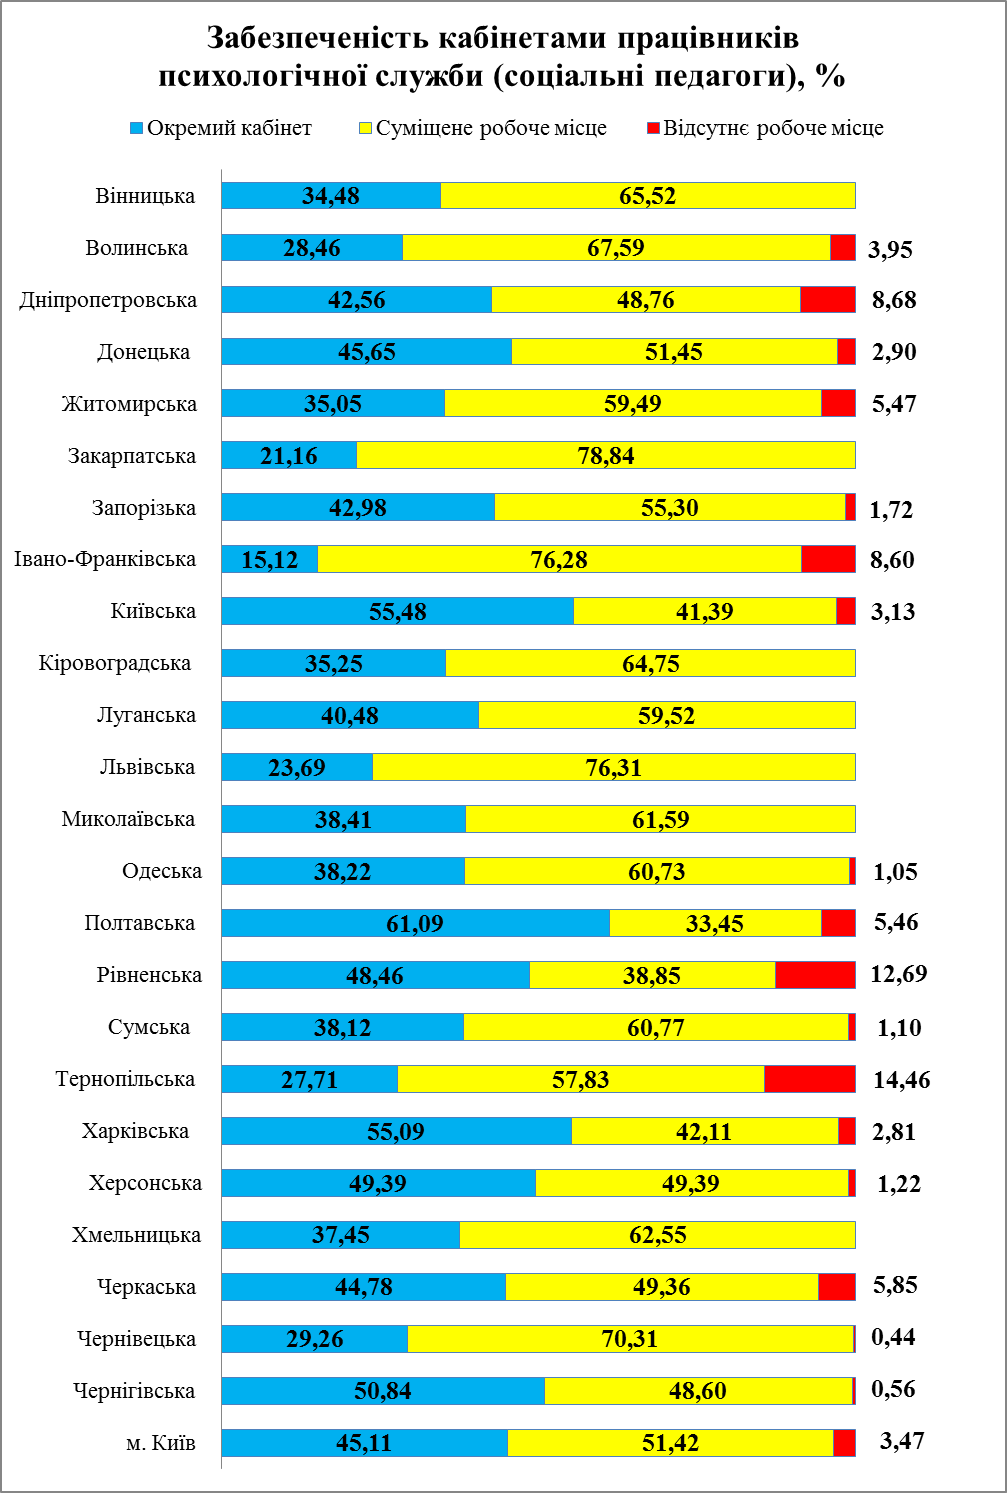 Забезпеченість кабінетами працівників
психологічної служби (соціальні педагоги), %
Окремий кабінет Суміщене робоче місце Відсутнє робоче місце
Вінницька 34,48 65,52
Волинська 28,46 67,59 3,95
Дніпропетровська 42,56 48,76 8,68
Донецька 45,65 51,45 2,90
Житомирська 35,05 59,49 5,47
Закарпатська 21,16 78,84
Запорізька 42,98 55,30 1,72
Івано-Франківська 15,12 76,28 8,60
Київська 55,48 41,39 3,13
Кіровоградська 35,25 64,75
Луганська 40,48 59,52
Львівська 23,69 76,31
Миколаївська 38,41 61,59
Одеська 38,22 60,73 1,05
Полтавська 61,09 33,45 5,46
Рівненська 48,46 38,85 12,69
Сумська 38,12 60,77 1,10
Тернопільська 27,71 57,83 14,46
Харківська 55,09 42,11 2,81
Херсонська 49,39 49,39 1,22
Хмельницька 37,45 62,55
Черкаська 44,78 49,36 5,85
Чернівецька 29,26 70,31 0,44
Чернігівська 50,84 48,60 0,56
м. Київ 45,11 51,42 3,47